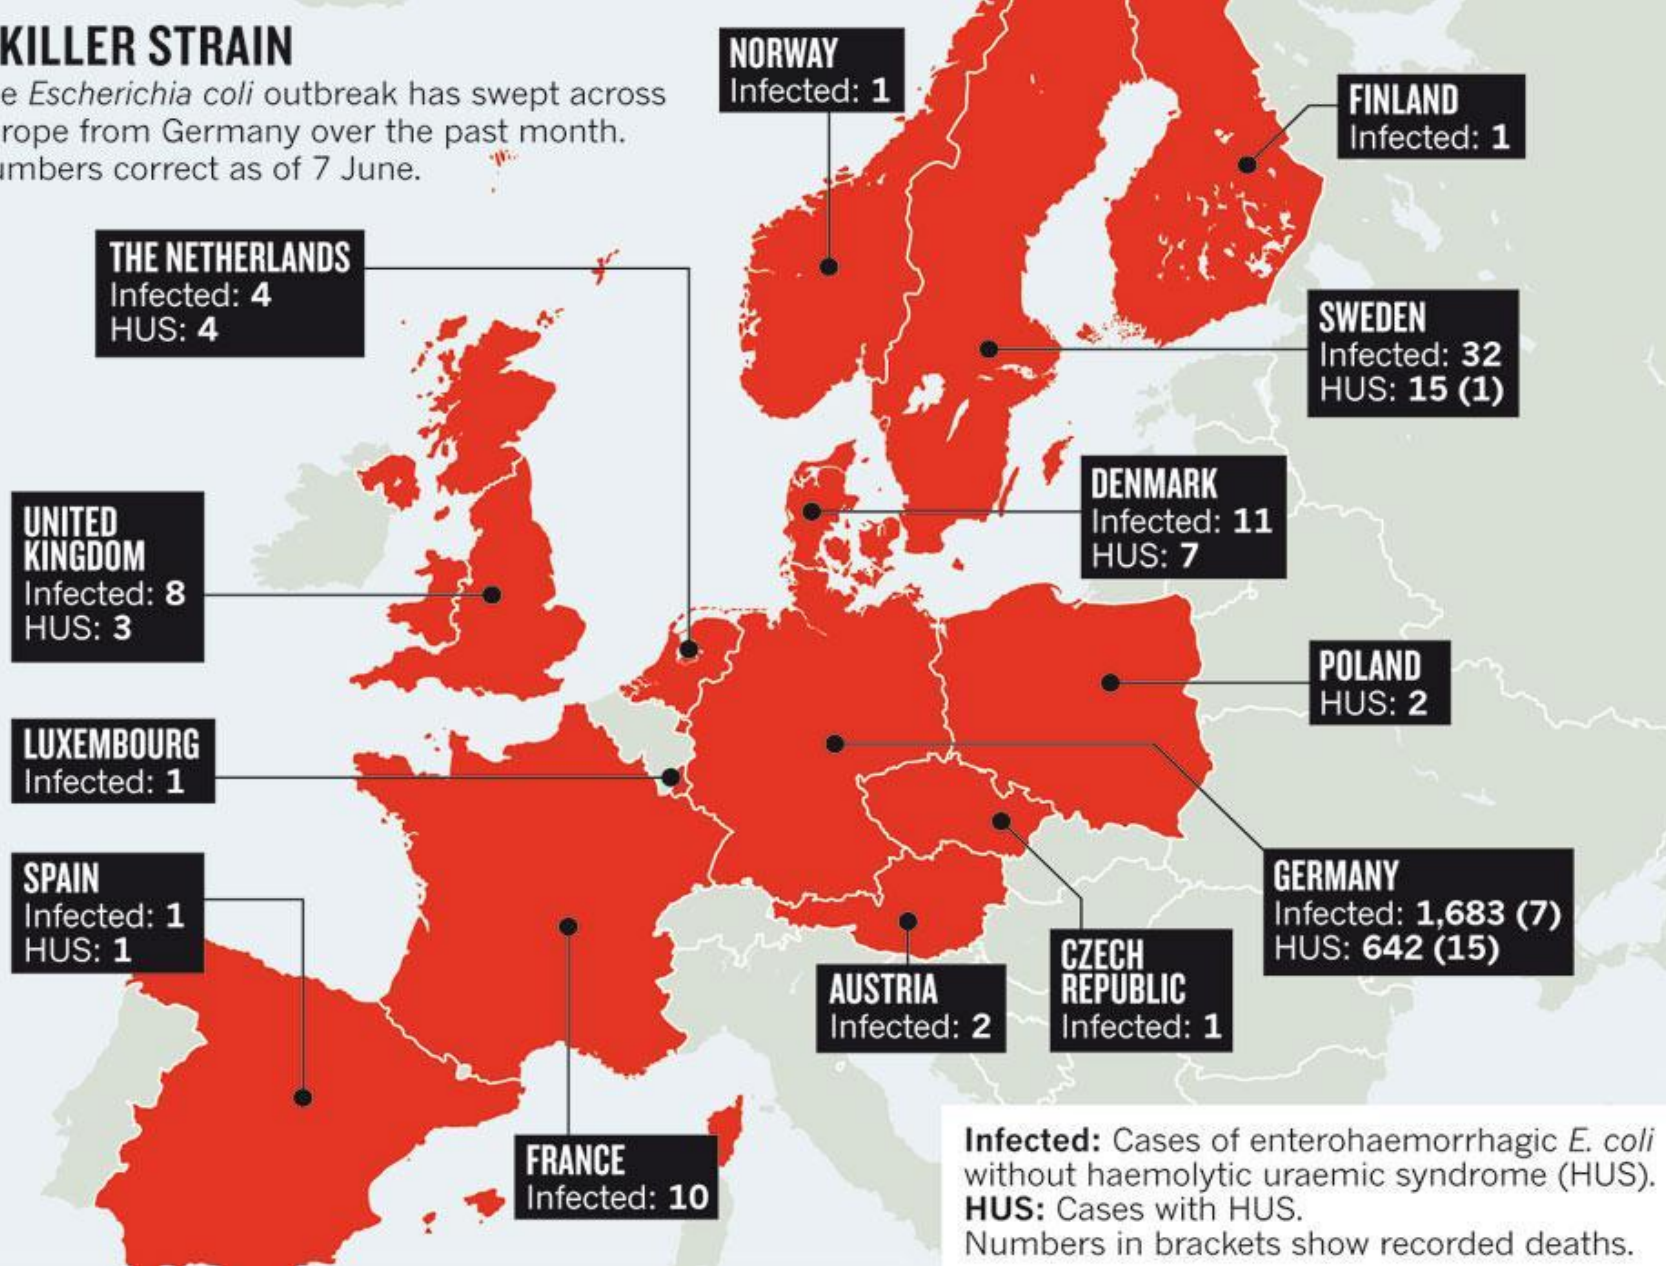 KILLER STRAIN
e Escherichia coli outbreak has swept across
rope from Germany over the past month.
umbers correct as of 7 June.
NORWAY
Infected: 1
FINLAND
Infected: 1
THE NETHERLANDS
Infected: 4
HUS: 4
SWEDEN
Infected: 32
HUS: 15 (1)
DENMARK
Infected: 11
HUS: 7
UNITED
KINGDOM
Infected: 8
HUS: 3
POLAND
HUS: 2
LUXEMBOURG
Infected: 1
SPAIN
Infected: 1
HUS: 1
GERMANY
Infected: 1,683 (7)
HUS: 642 (15)
CZECH
REPUBLIC
Infected: 1
AUSTRIA
Infected: 2
FRANCE
Infected: 10
Infected: Cases of enterohaemorrhagic E. coli
without haemolytic uraemic syndrome (HUS).
HUS: Cases with HUS.
Numbers in brackets show recorded deaths.